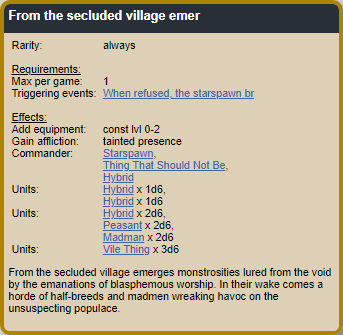 From the secluded village emer
Rarity: always
Requirements:
Max per game: 1
Triggering events: When refused, the starspawn br
Effects:
Add equipment: const lvl 0-2
Gain affliction: tainted presence
Commander: Starspawn,
Thing That Should Not Be,
Hybrid
Units: Hybrid x 1d6,
Hybrid x 1d6
Units: Hybrid x 2d6,
Peasant x 2d6,
Madman x 2d6
Units: Vile Thing x 3d6
From the secluded village emerges monstrosities lured from the void
by the emanations of blasphemous worship. In their wake comes a
horde of half-breeds and madmen wreaking havoc on the
unsuspecting populace.